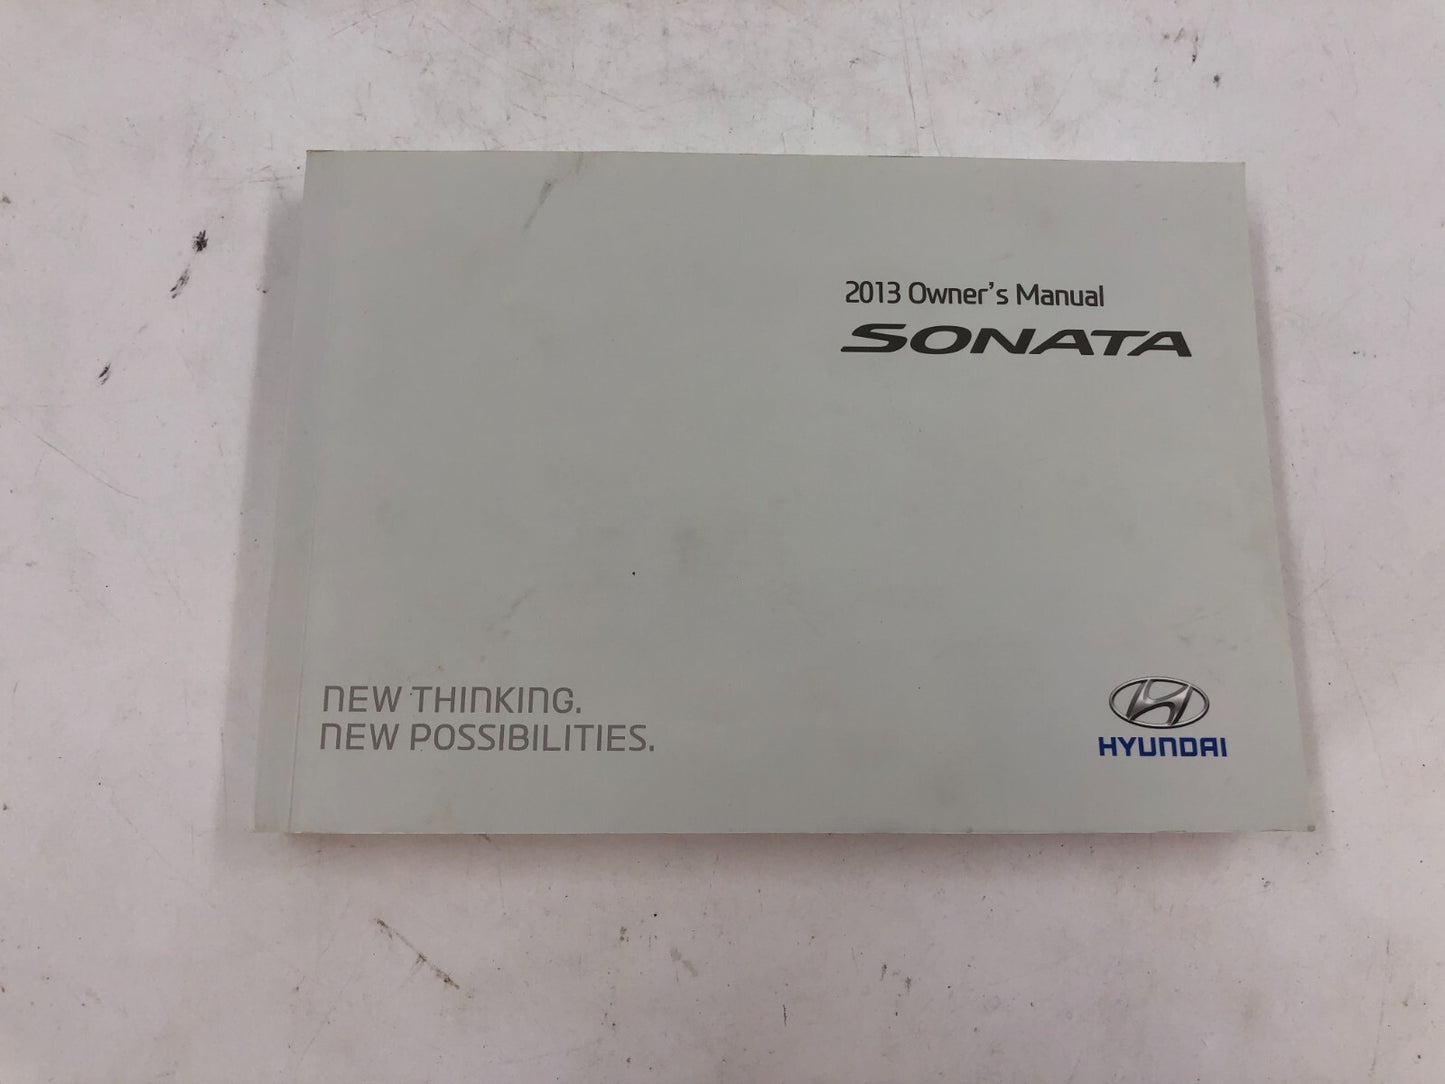 2013 Owner's Manual
SONATA
NEW THINKING.
NEW POSSIBILITIES.
HYUNDAI